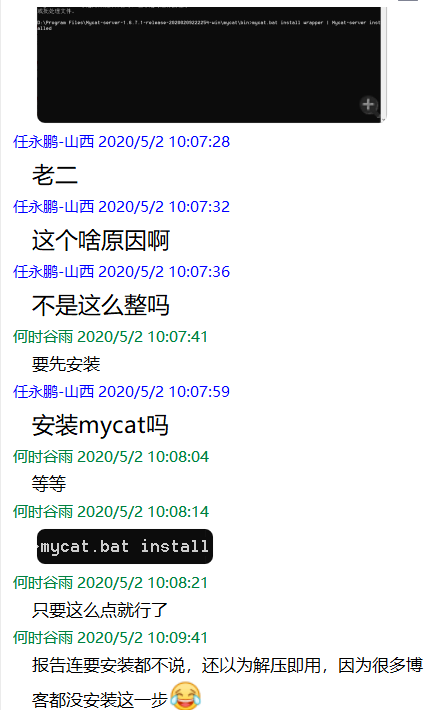 或批处理文件。
D:\Program Files\Mycat-server-1.6.7.1-release-20200209222254-win\mycat\bin>mycat.bat install wrapper | Mycat-server inst
alled
任永鹏-山西 2020/5/2 10:07:28
老二
任永鹏-山西 2020/5/2 10:07:32
这个啥原因啊
任永鹏-山西 2020/5/2 10:07:36
不是这么整吗
何时谷雨 2020/5/2 10:07:41
要先安装
任永鹏-山西 2020/5/2 10:07:59
安装mycat吗
何时谷雨 2020/5/2 10:08:04
等等
何时谷雨 2020/5/2 10:08:14
>mycat.bat install
何时谷雨 2020/5/2 10:08:21
只要这么点就行了
何时谷雨 2020/5/2 10:09:41
报告连要安装都不说，还以为解压即用，因为很多博
客都没安装这一步😂